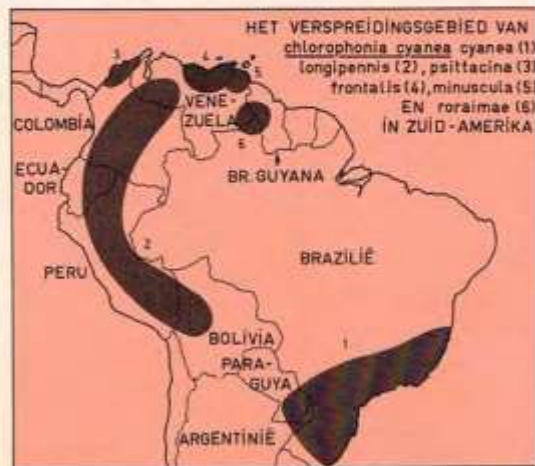 HET VERSPREIDINGSGEBIED VAN
chlorophonia cyanea cyanea (1)
longipennis (2), psittacina (3)
frontalis (4), minuscula (5)
EN roraimae (6)
IN ZUID-AMERIKA
3
4
5
VENE-
ZUELA
6
COLOMBIA
ECUA-
DOR
BR. GUYANA
2
PERU
BRAZILIË
BOLIVIA
1
PARA-
GUYA
ARGENTINIË